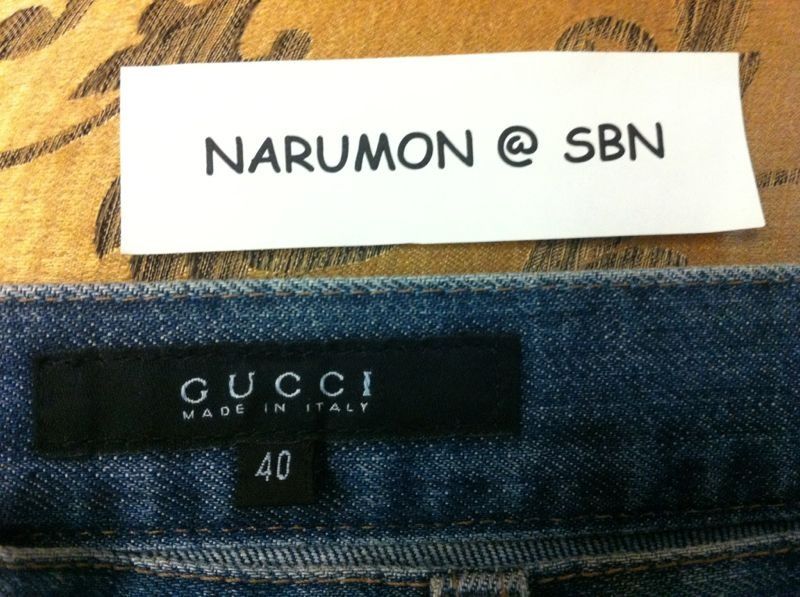 NARUMON @ SBN
GUCCI
MADE IN ITALY
40